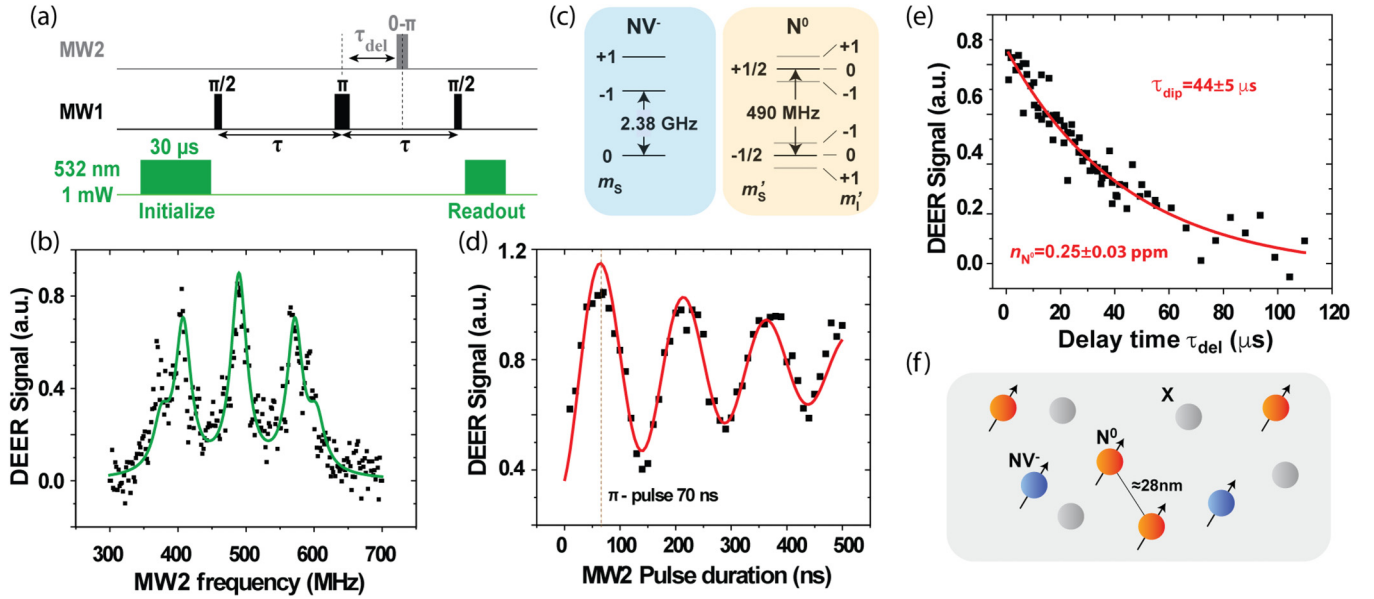 (a)
0-π
MW2
τdel
π/2
π
π/2
MW1
τ
τ
30 µs
532 nm
1 mW
Initialize
Readout
(b)
DEER Signal (a.u.)
0.8
0.4
0.0
300
400
500
600
700
MW2 frequency (MHz)
(c)
NV-
+1
-1
2.38 GHz
0
mS
N0
+1
+1/2
0
-1
490 MHz
-1
-1/2
0
+1
m'S
m'I
(d)
DEER Signal (a.u.)
1.2
0.8
0.4
π - pulse 70 ns
0
100
200
300
400
500
MW2 Pulse duration (ns)
(e)
DEER Signal (a.u.)
0.8
0.6
0.4
0.2
0.0
τdip=44±5 µs
nN0=0.25±0.03 ppm
0
20
40
60
80
100
120
Delay time τdel (µs)
(f)
X
N0
NV-
≈28nm